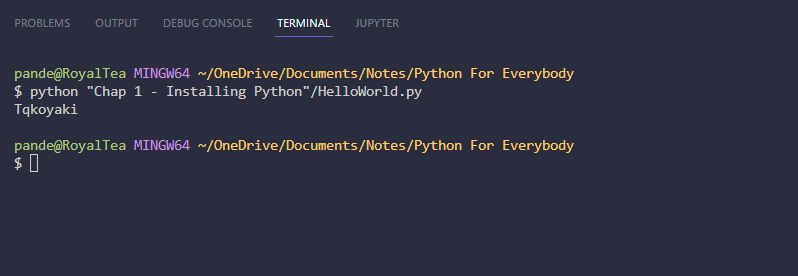 PROBLEMS OUTPUT DEBUG CONSOLE TERMINAL JUPYTER
pande@RoyalTea MINGW64 ~/OneDrive/Documents/Notes/Python For Everybody
$ python "Chap 1 - Installing Python"/HelloWorld.py
Tqkoyaki
pande@RoyalTea MINGW64 ~/OneDrive/Documents/Notes/Python For Everybody
$